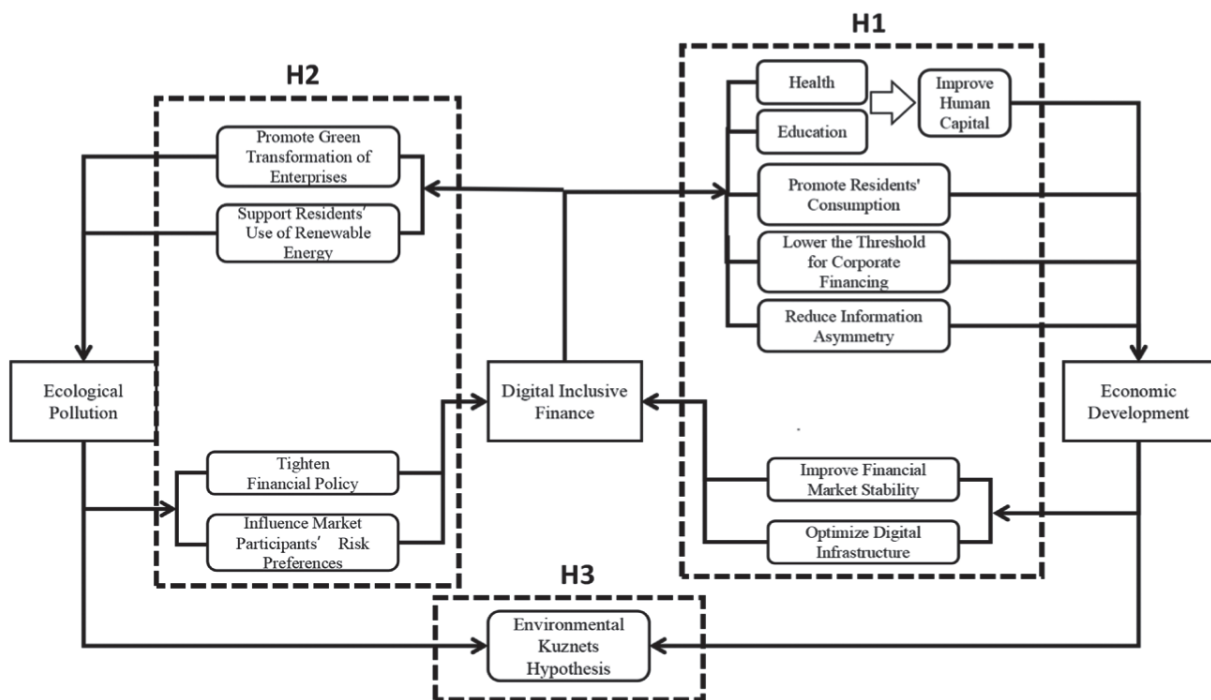 H1
H2
Health
Education
Improve
Human
Capital
Promote Green
Transformation of
Enterprises
Support Residents'
Use of Renewable
Energy
Promote Residents'
Consumption
Lower the Threshold
for Corporate
Financing
Reduce Information
Asymmetry
Ecological
Pollution
Digital Inclusive
Finance
Economic
Development
Tighten
Financial Policy
Influence Market
Participants' Risk
Preferences
Improve Financial
Market Stability
Optimize Digital
Infrastructure
H3
Environmental
Kuznets
Hypothesis